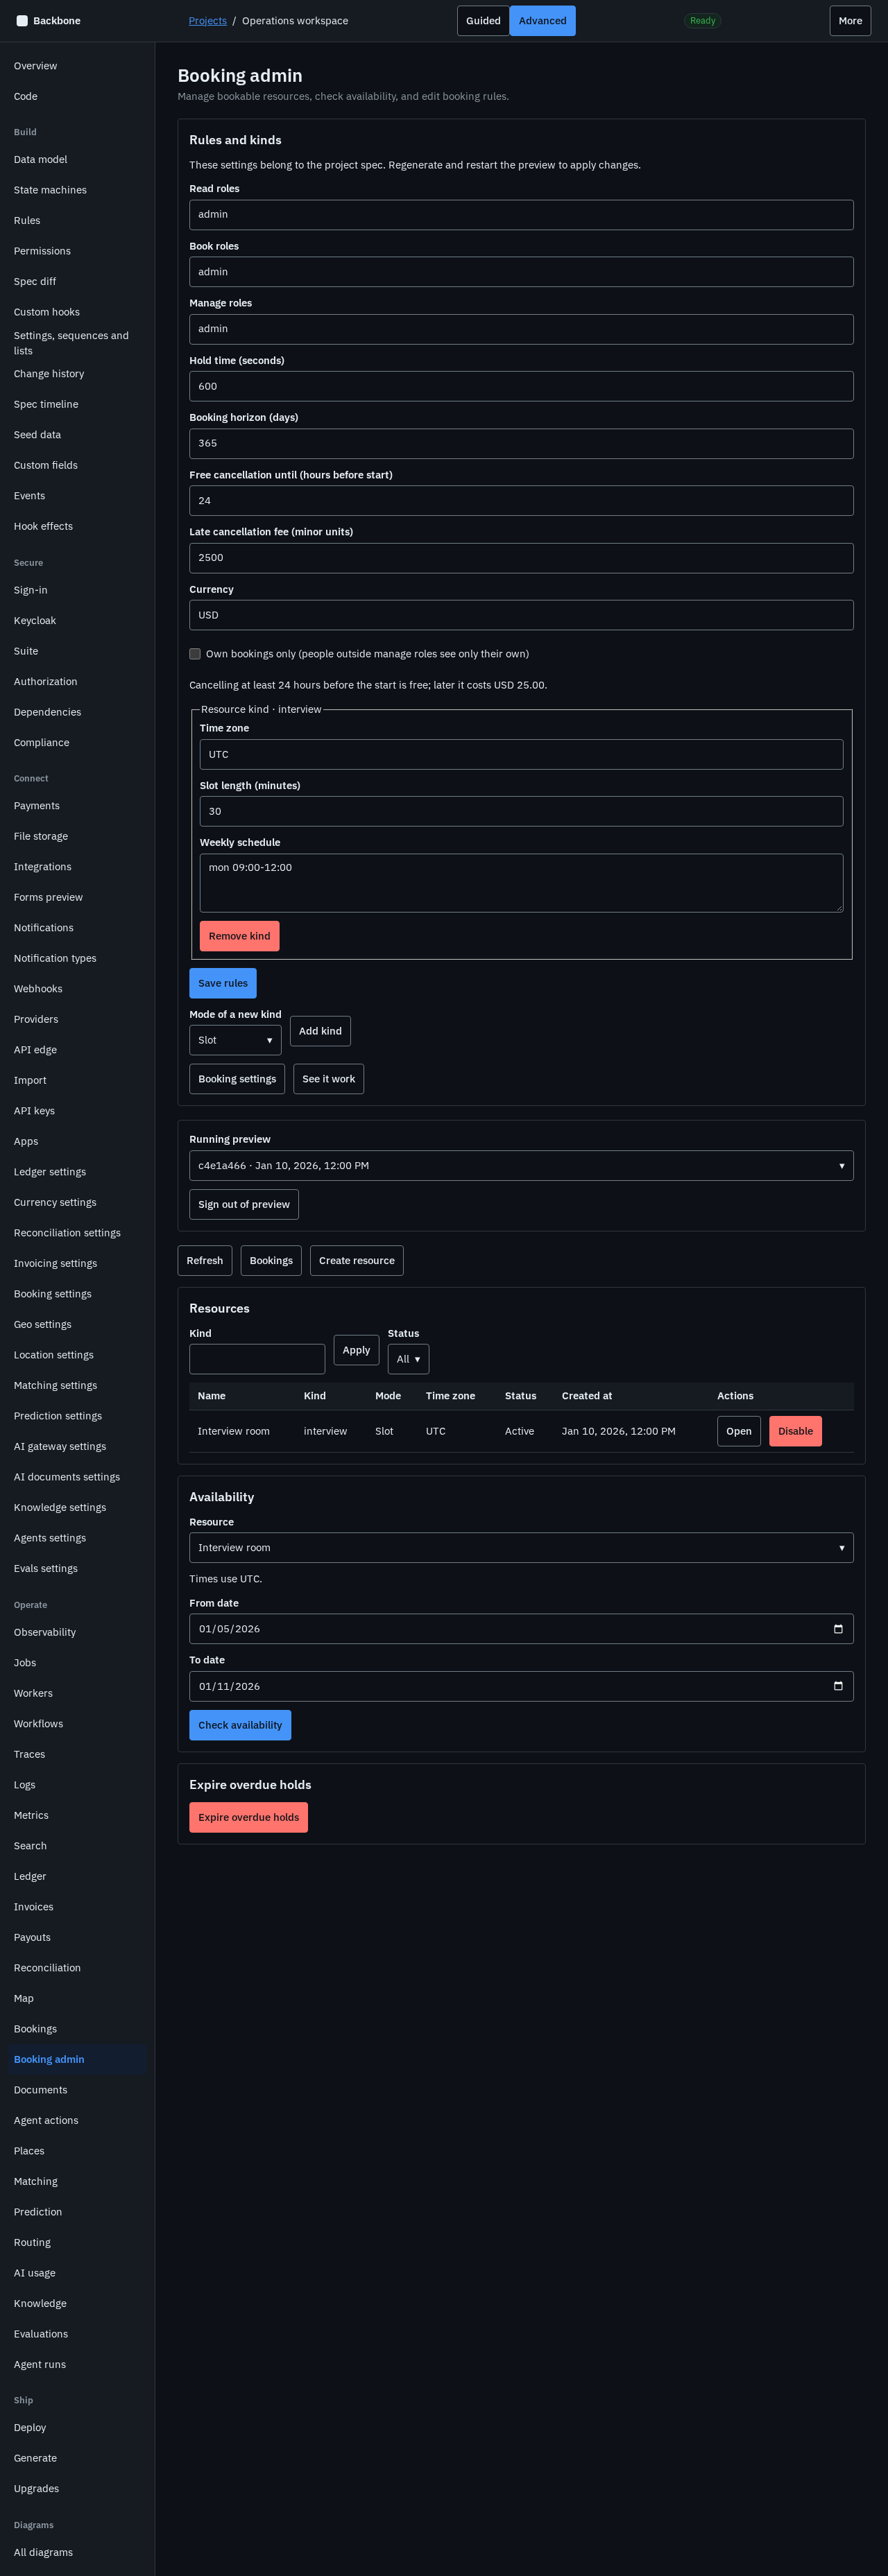 Backbone
Projects / Operations workspace
Guided
Advanced
Ready
More
Overview
Code
Build
Data model
State machines
Rules
Permissions
Spec diff
Custom hooks
Settings, sequences and
lists
Change history
Spec timeline
Seed data
Custom fields
Events
Hook effects
Secure
Sign-in
Keycloak
Suite
Authorization
Dependencies
Compliance
Connect
Payments
File storage
Integrations
Forms preview
Notifications
Notification types
Webhooks
Providers
API edge
Import
API keys
Apps
Ledger settings
Currency settings
Reconciliation settings
Invoicing settings
Booking settings
Geo settings
Location settings
Matching settings
Prediction settings
AI gateway settings
AI documents settings
Knowledge settings
Agents settings
Evals settings
Operate
Observability
Jobs
Workers
Workflows
Traces
Logs
Metrics
Search
Ledger
Invoices
Payouts
Reconciliation
Map
Bookings
Booking admin
Documents
Agent actions
Places
Matching
Prediction
Routing
AI usage
Knowledge
Evaluations
Agent runs
Ship
Deploy
Generate
Upgrades
Diagrams
All diagrams
Booking admin
Manage bookable resources, check availability, and edit booking rules.
Rules and kinds
These settings belong to the project spec. Regenerate and restart the preview to apply changes.
Read roles
admin
Book roles
admin
Manage roles
admin
Hold time (seconds)
600
Booking horizon (days)
365
Free cancellation until (hours before start)
24
Late cancellation fee (minor units)
2500
Currency
USD
Own bookings only (people outside manage roles see only their own)
Cancelling at least 24 hours before the start is free; later it costs USD 25.00.
Resource kind · interview
Time zone
UTC
Slot length (minutes)
30
Weekly schedule
mon 09:00-12:00
Remove kind
Save rules
Mode of a new kind
Slot
Add kind
Booking settings
See it work
Running preview
c4e1a466 · Jan 10, 2026, 12:00 PM
Sign out of preview
Refresh
Bookings
Create resource
Resources
Kind
Apply
Status
All
Name Kind Mode Time zone Status Created at Actions
Interview room interview Slot UTC Active Jan 10, 2026, 12:00 PM Open Disable
Availability
Resource
Interview room
Times use UTC.
From date
01/05/2026
To date
01/11/2026
Check availability
Expire overdue holds
Expire overdue holds